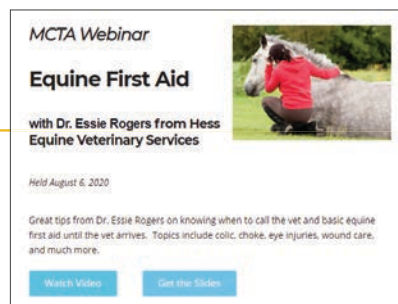 MCTA Webinar
Equine First Aid
with Dr. Essie Rogers from Hess
Equine Veterinary Services
Held August 6, 2020
Great tips from Dr. Essie Rogers on knowing when to call the vet and basic equine
first aid until the vet arrives. Topics include colic, choke, eye injuries, wound care,
and much more.
Watch Video
Get the Slides